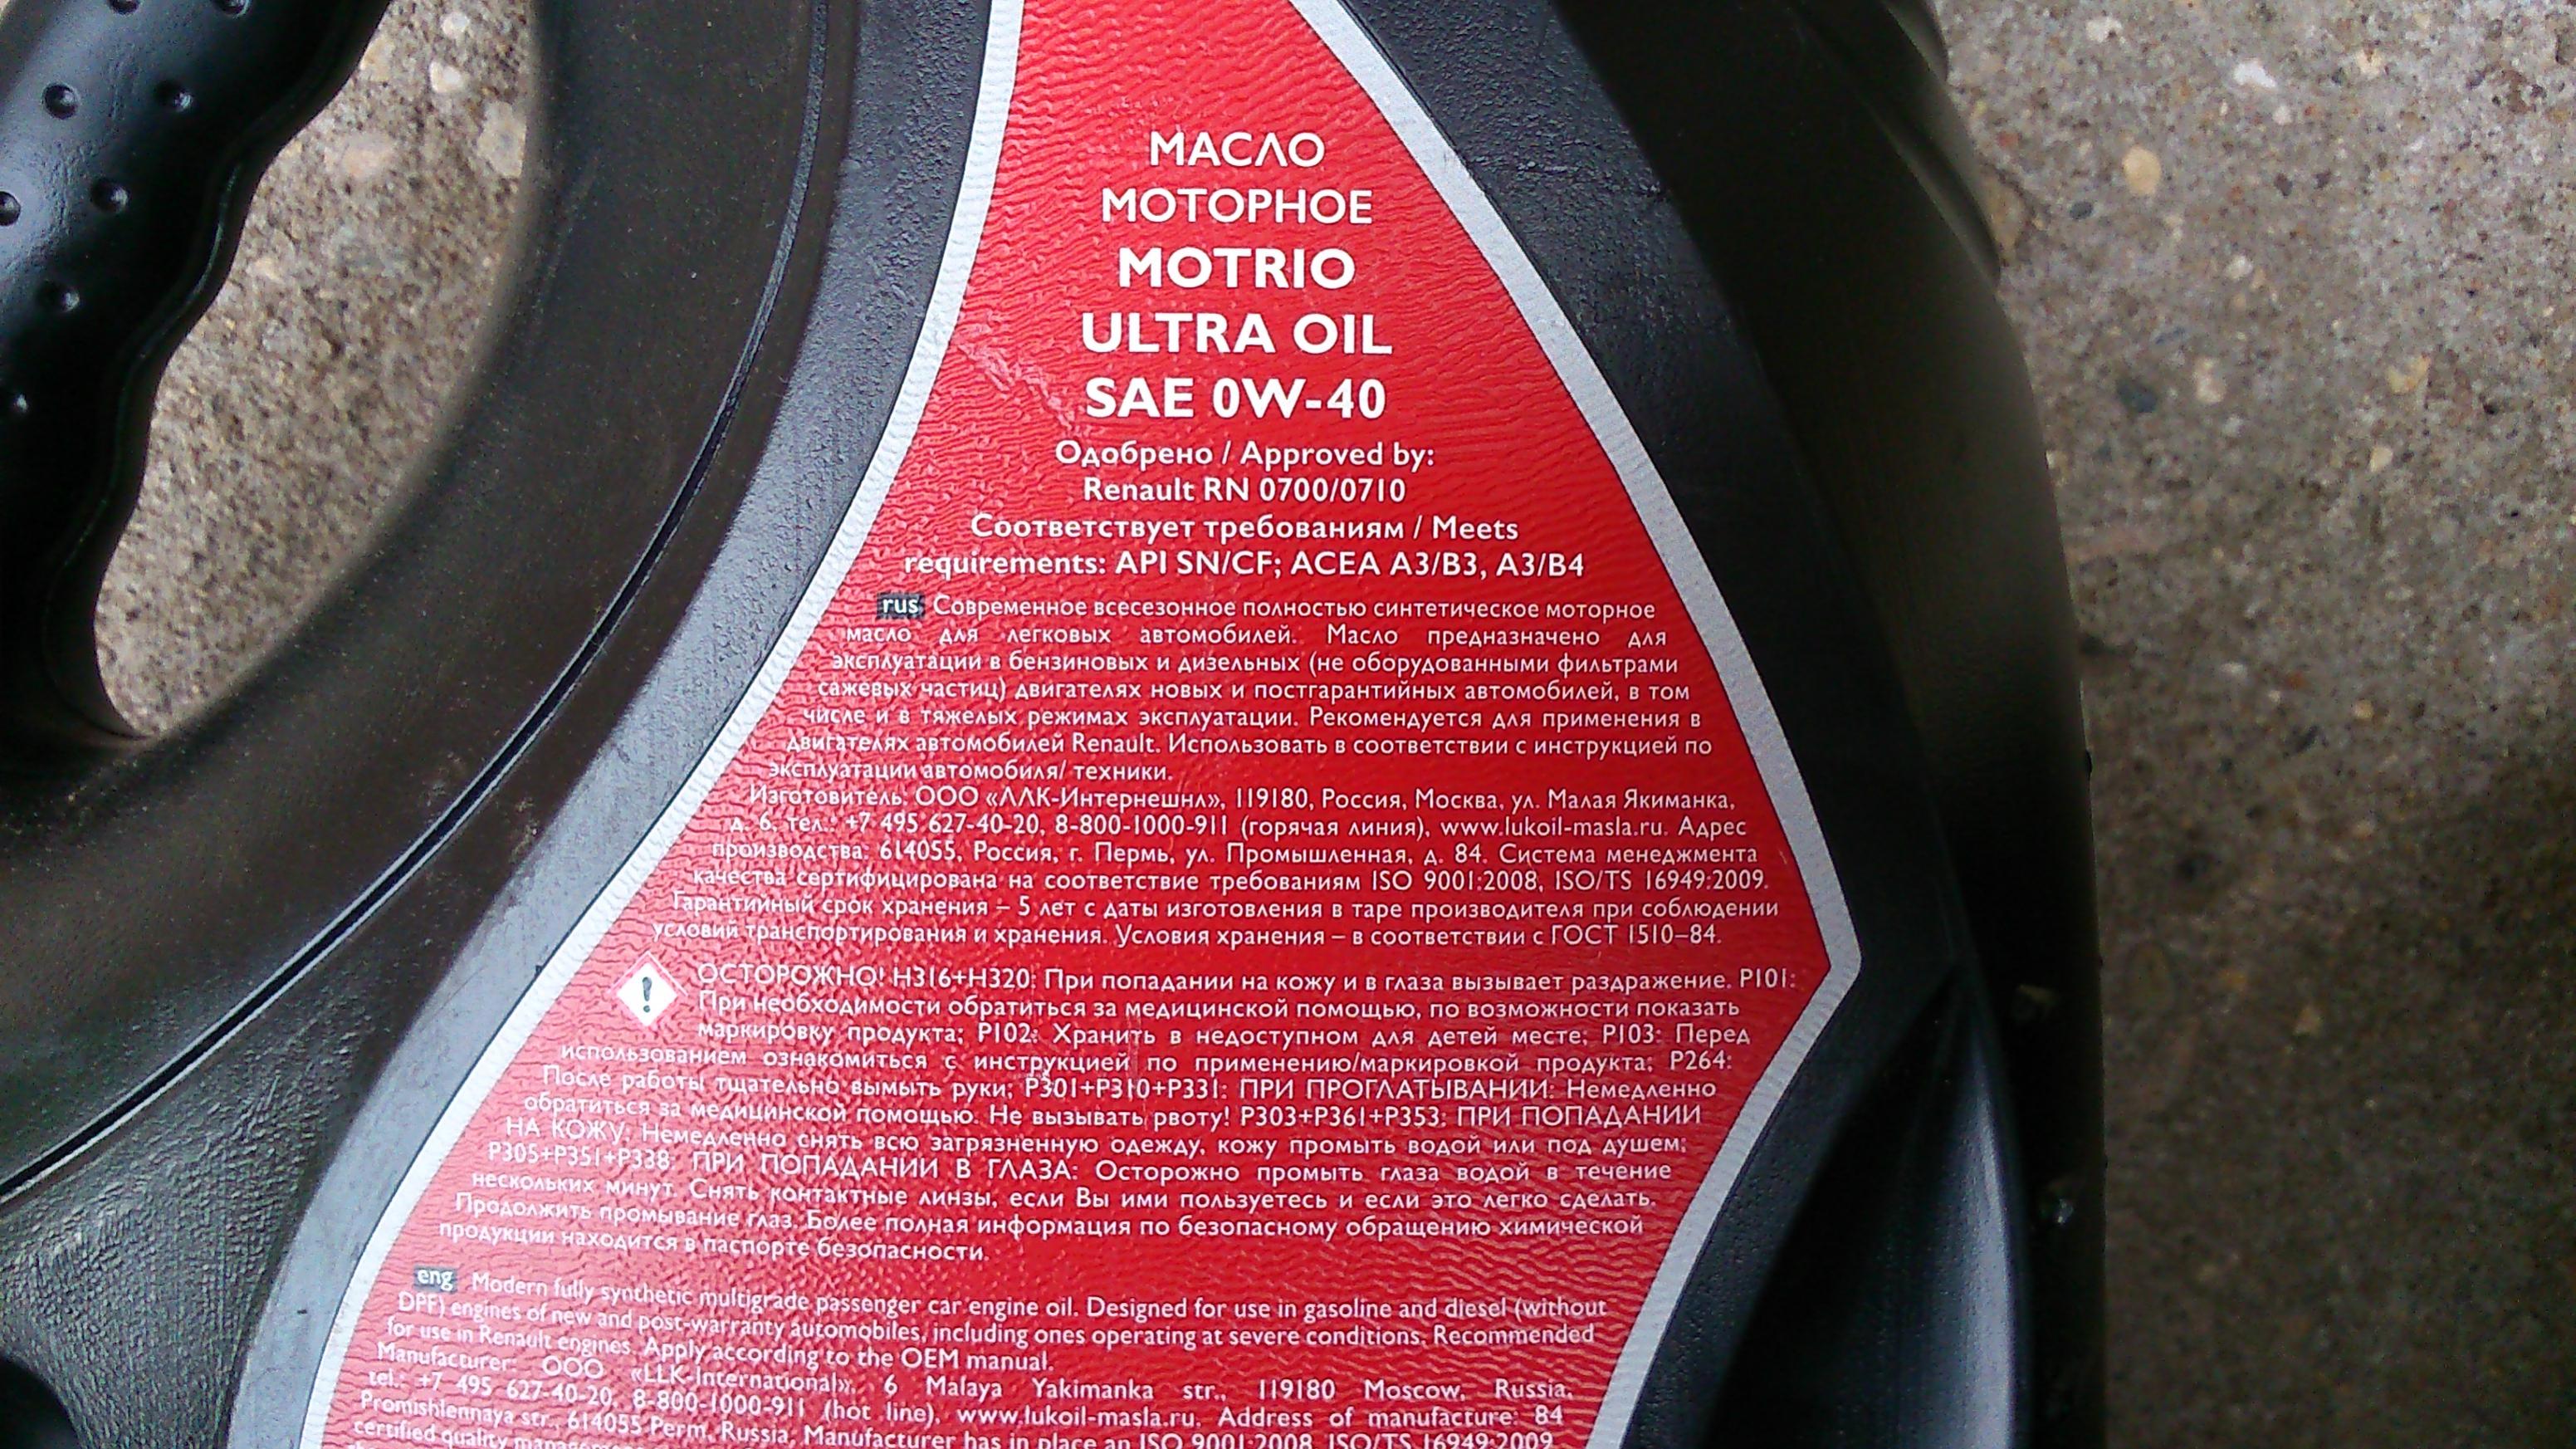 МАСЛО
МОТОРНОЕ
MOTRIO
ULTRA OIL
SAE 0W-40
Одобрено / Approved by:
Renault RN 0700/0710
Соответствует требованиям / Meets
requirements: API SN/CF; ACEA A3/B3, A3/B4
rus Современное всесезонное полностью синтетическое моторное
масло для легковых автомобилей. Масло предназначено для
эксплуатации в бензиновых и дизельных (не оборудованными фильтрами
сажевых частиц) двигателях новых и постгарантийных автомобилей, в том
числе и в тяжелых режимах эксплуатации. Рекомендуется для применения в
двигателях автомобилей Renault. Использовать в соответствии с инструкцией по
эксплуатации автомобиля/ техники.
Изготовитель: ООО «ЛЛК-Интернешнл», 119180, Россия, Москва, ул. Малая Якиманка,
д. 6, тел.: +7 495 627-40-20, 8-800-1000-911 (горячая линия), www.lukoil-masla.ru. Адрес
производства: 614055, Россия, г. Пермь, ул. Промышленная, д. 84. Система менеджмента
качества сертифицирована на соответствие требованиям ISO 9001:2008, ISO/TS 16949:2009.
Гарантийный срок хранения – 5 лет с даты изготовления в таре производителя при соблюдении
условий транспортирования и хранения. Условия хранения – в соответствии с ГОСТ 1510–84.
ОСТОРОЖНО! H316+H320: При попадании на кожу и в глаза вызывает раздражение. P101:
При необходимости обратиться за медицинской помощью, по возможности показать
маркировку продукта; P102: Хранить в недоступном для детей месте; P103: Перед
использованием ознакомиться с инструкцией по применению/маркировкой продукта; P264:
После работы тщательно вымыть руки; P301+P310+P331: ПРИ ПРОГЛАТЫВАНИИ: Немедленно
обратиться за медицинской помощью. Не вызывать рвоту! P303+P361+P353: ПРИ ПОПАДАНИИ
НА КОЖУ: Немедленно снять всю загрязненную одежду, кожу промыть водой или под душем;
P305+P351+P338: ПРИ ПОПАДАНИИ В ГЛАЗА: Осторожно промыть глаза водой в течение
нескольких минут. Снять контактные линзы, если Вы ими пользуетесь и если это легко сделать.
Продолжить промывание глаз. Более полная информация по безопасному обращению химической
продукции находится в паспорте безопасности.
eng Modern fully synthetic multigrade passenger car engine oil. Designed for use in gasoline and diesel (without
DPF) engines of new and post-warranty automobiles, including ones operating at severe conditions. Recommended
for use in Renault engines. Apply according to the OEM manual.
Manufacturer: OOO «LLK-International», 6 Malaya Yakimanka str., 119180 Moscow, Russia,
tel.: +7 495 627-40-20, 8-800-1000-911 (hot line), www.lukoil-masla.ru. Address of manufacture: 84
Promishlennaya str., 614055 Perm, Russia. Manufacturer has in place an ISO 9001:2008, ISO/TS 16949:2009
certified quality